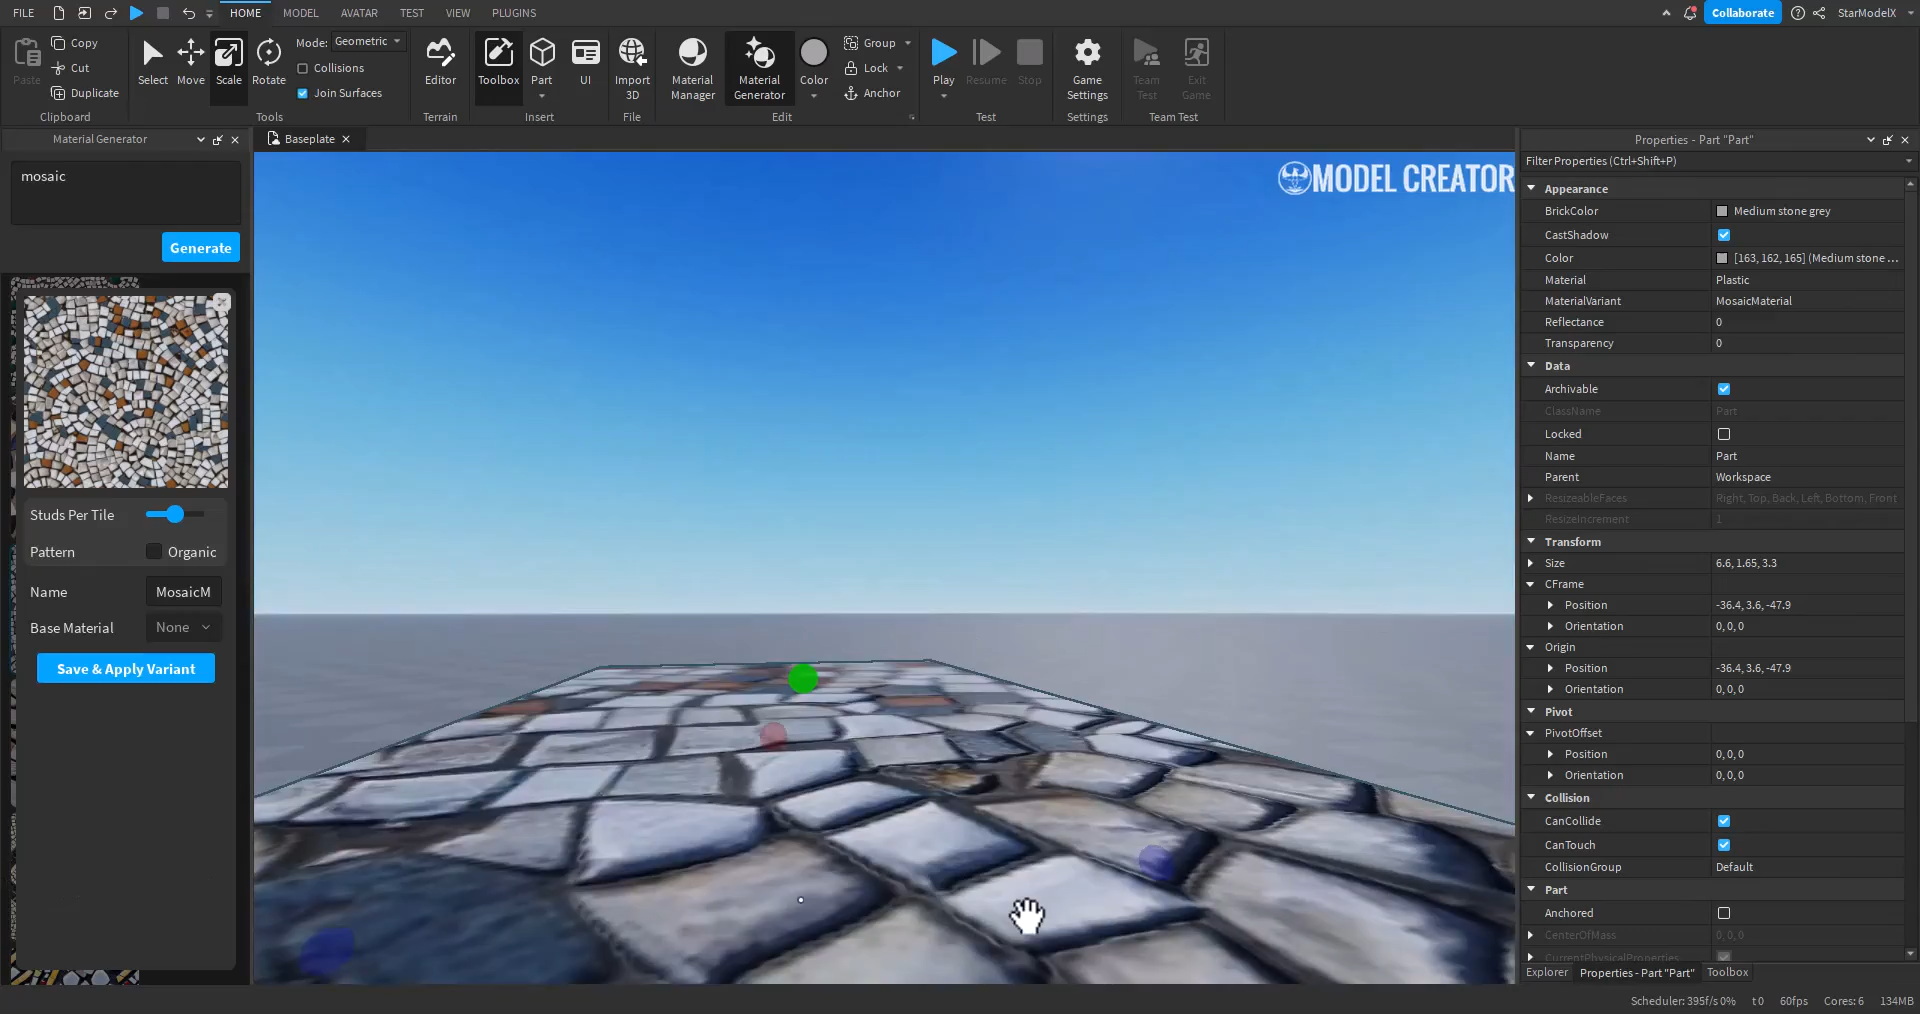 FILE HOME MODEL AVATAR TEST VIEW PLUGINS Collaborate StarModelX
Paste Copy Cut Duplicate Clipboard
Select Move Scale Rotate Mode: Geometric Collisions Join Surfaces Tools
Editor Terrain
Toolbox Part UI Insert
Import 3D File
Material Manager Material Generator Color Group Lock Anchor Edit
Play Resume Stop Test
Game Settings Settings
Team Test Exit Game Team Test
Material Generator
mosaic
Generate
Studs Per Tile
Pattern Organic
Name MosaicM
Base Material None
Save & Apply Variant
Baseplate
MODEL CREATOR
Properties - Part "Part"
Filter Properties (Ctrl+Shift+P)
Appearance
BrickColor Medium stone grey
CastShadow
Color [163, 162, 165] (Medium stone ...
Material Plastic
MaterialVariant MosaicMaterial
Reflectance 0
Transparency 0
Data
Archivable
ClassName Part
Locked
Name Part
Parent Workspace
ResizeableFaces Right, Top, Back, Left, Bottom, Front
ResizeIncrement 1
Transform
Size 6.6, 1.65, 3.3
CFrame
Position -36.4, 3.6, -47.9
Orientation 0, 0, 0
Origin
Position -36.4, 3.6, -47.9
Orientation 0, 0, 0
Pivot
PivotOffset
Position 0, 0, 0
Orientation 0, 0, 0
Collision
CanCollide
CanTouch
CollisionGroup Default
Part
Anchored
CenterOfMass 0, 0, 0
CurrentPhysicalProperties
Explorer Properties - Part "Part" Toolbox
Scheduler: 395f/s 0% t 0 60fps Cores: 6 134MB